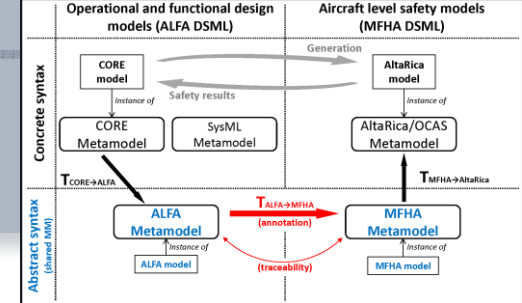 Operational and functional design
models (ALFA DSML)
Aircraft level safety models
(MFHA DSML)
Concrete syntax
CORE
model
Generation
AltaRica
model
Safety results
Instance of
Instance of
CORE
Metamodel
SysML
Metamodel
AltaRica/OCAS
Metamodel
TCORE→ALFA
TMFHA→AltaRica
Abstract syntax
(shared MM)
ALFA
Metamodel
TALFA→MFHA
(annotation)
MFHA
Metamodel
Instance of
Instance of
ALFA model
(traceability)
MFHA model